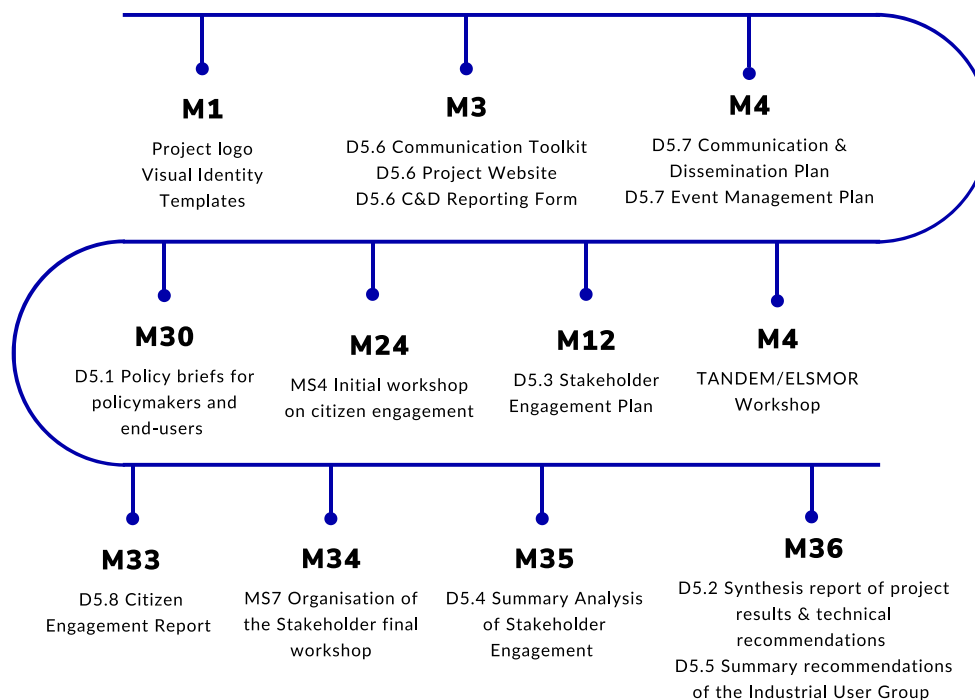 M1
Project logo
Visual Identity
Templates
M3
D5.6 Communication Toolkit
D5.6 Project Website
D5.6 C&D Reporting Form
M4
D5.7 Communication &
Dissemination Plan
D5.7 Event Management Plan
M30
D5.1 Policy briefs for
policymakers and
end-users
M24
MS4 Initial workshop
on citizen engagement
M12
D5.3 Stakeholder
Engagement Plan
M4
TANDEM/ELSMOR
Workshop
M33
D5.8 Citizen
Engagement Report
M34
MS7 Organisation of
the Stakeholder final
workshop
M35
D5.4 Summary Analysis
of Stakeholder
Engagement
M36
D5.2 Synthesis report of project
results & technical
recommendations
D5.5 Summary recommendations
of the Industrial User Group